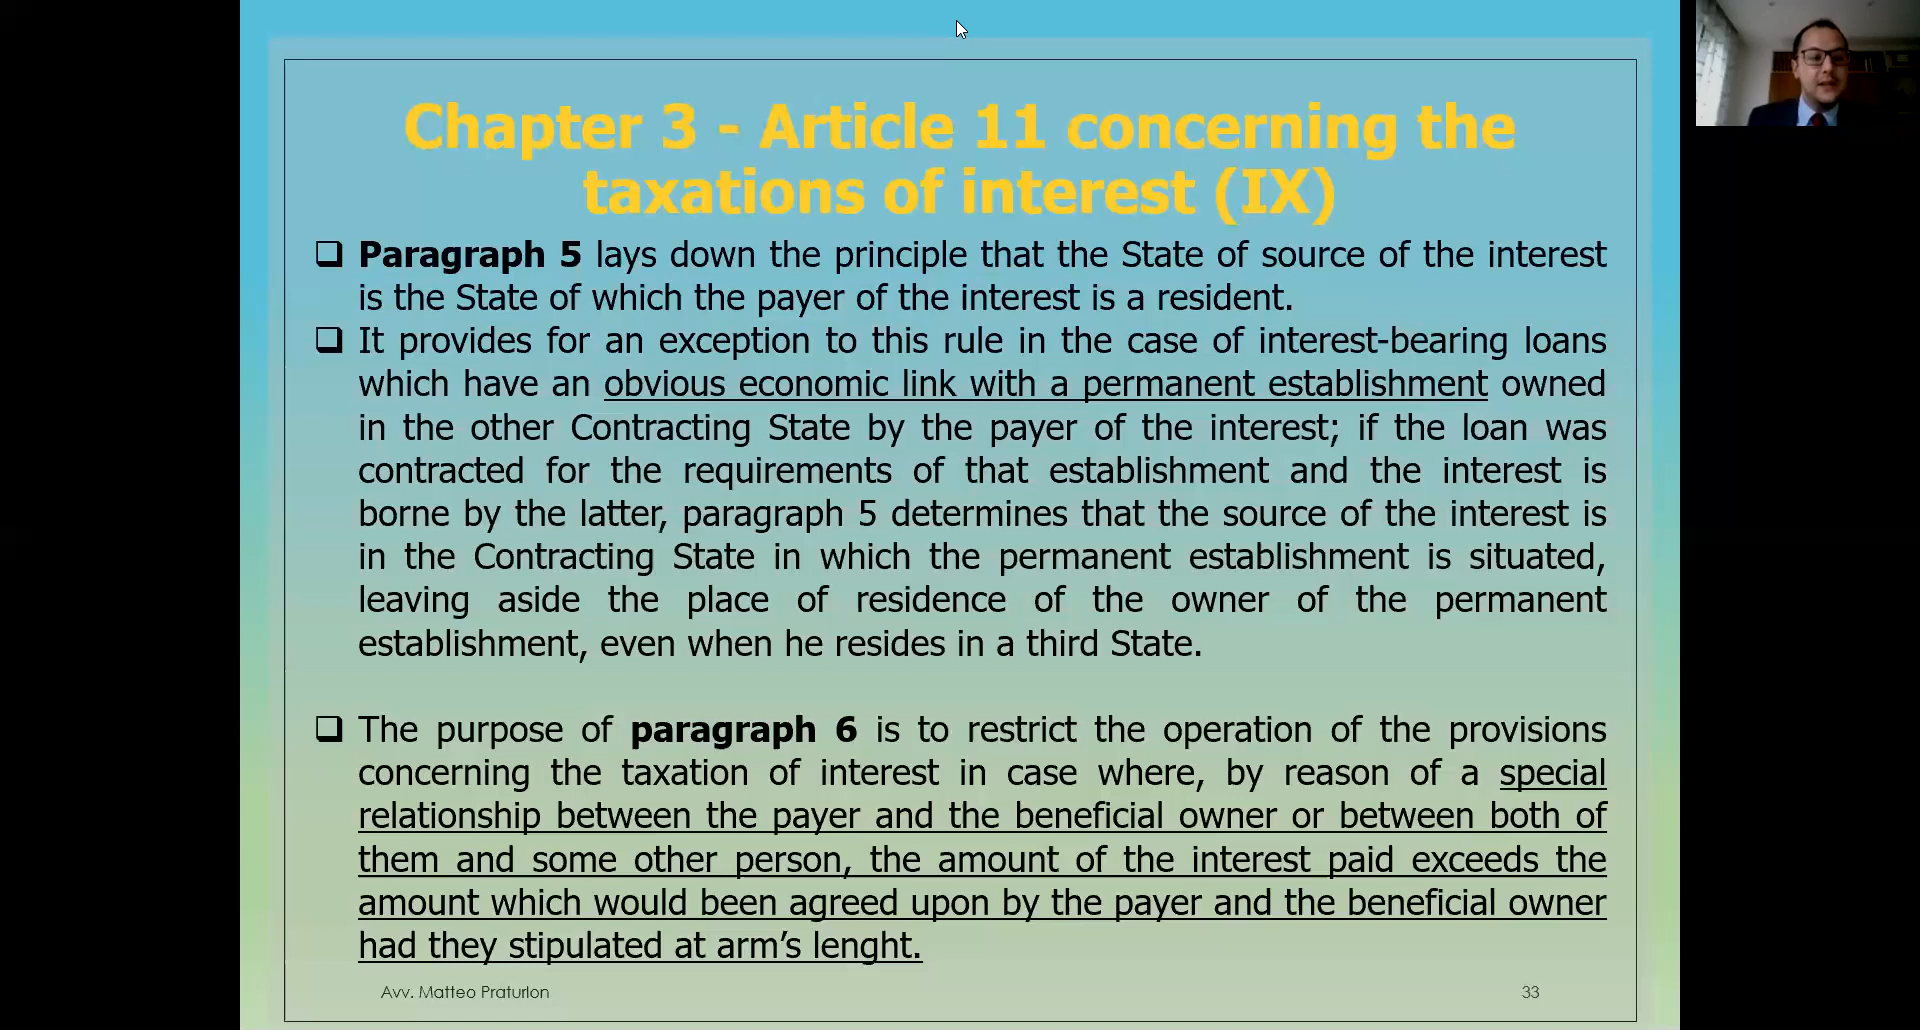 Chapter 3 - Article 11 concerning the
taxations of interest (IX)
Paragraph 5 lays down the principle that the State of source of the interest
is the State of which the payer of the interest is a resident.
It provides for an exception to this rule in the case of interest-bearing loans
which have an obvious economic link with a permanent establishment owned
in the other Contracting State by the payer of the interest; if the loan was
contracted for the requirements of that establishment and the interest is
borne by the latter, paragraph 5 determines that the source of the interest is
in the Contracting State in which the permanent establishment is situated,
leaving aside the place of residence of the owner of the permanent
establishment, even when he resides in a third State.
The purpose of paragraph 6 is to restrict the operation of the provisions
concerning the taxation of interest in case where, by reason of a special
relationship between the payer and the beneficial owner or between both of
them and some other person, the amount of the interest paid exceeds the
amount which would been agreed upon by the payer and the beneficial owner
had they stipulated at arm’s lenght.
Avv. Matteo Praturlon
33